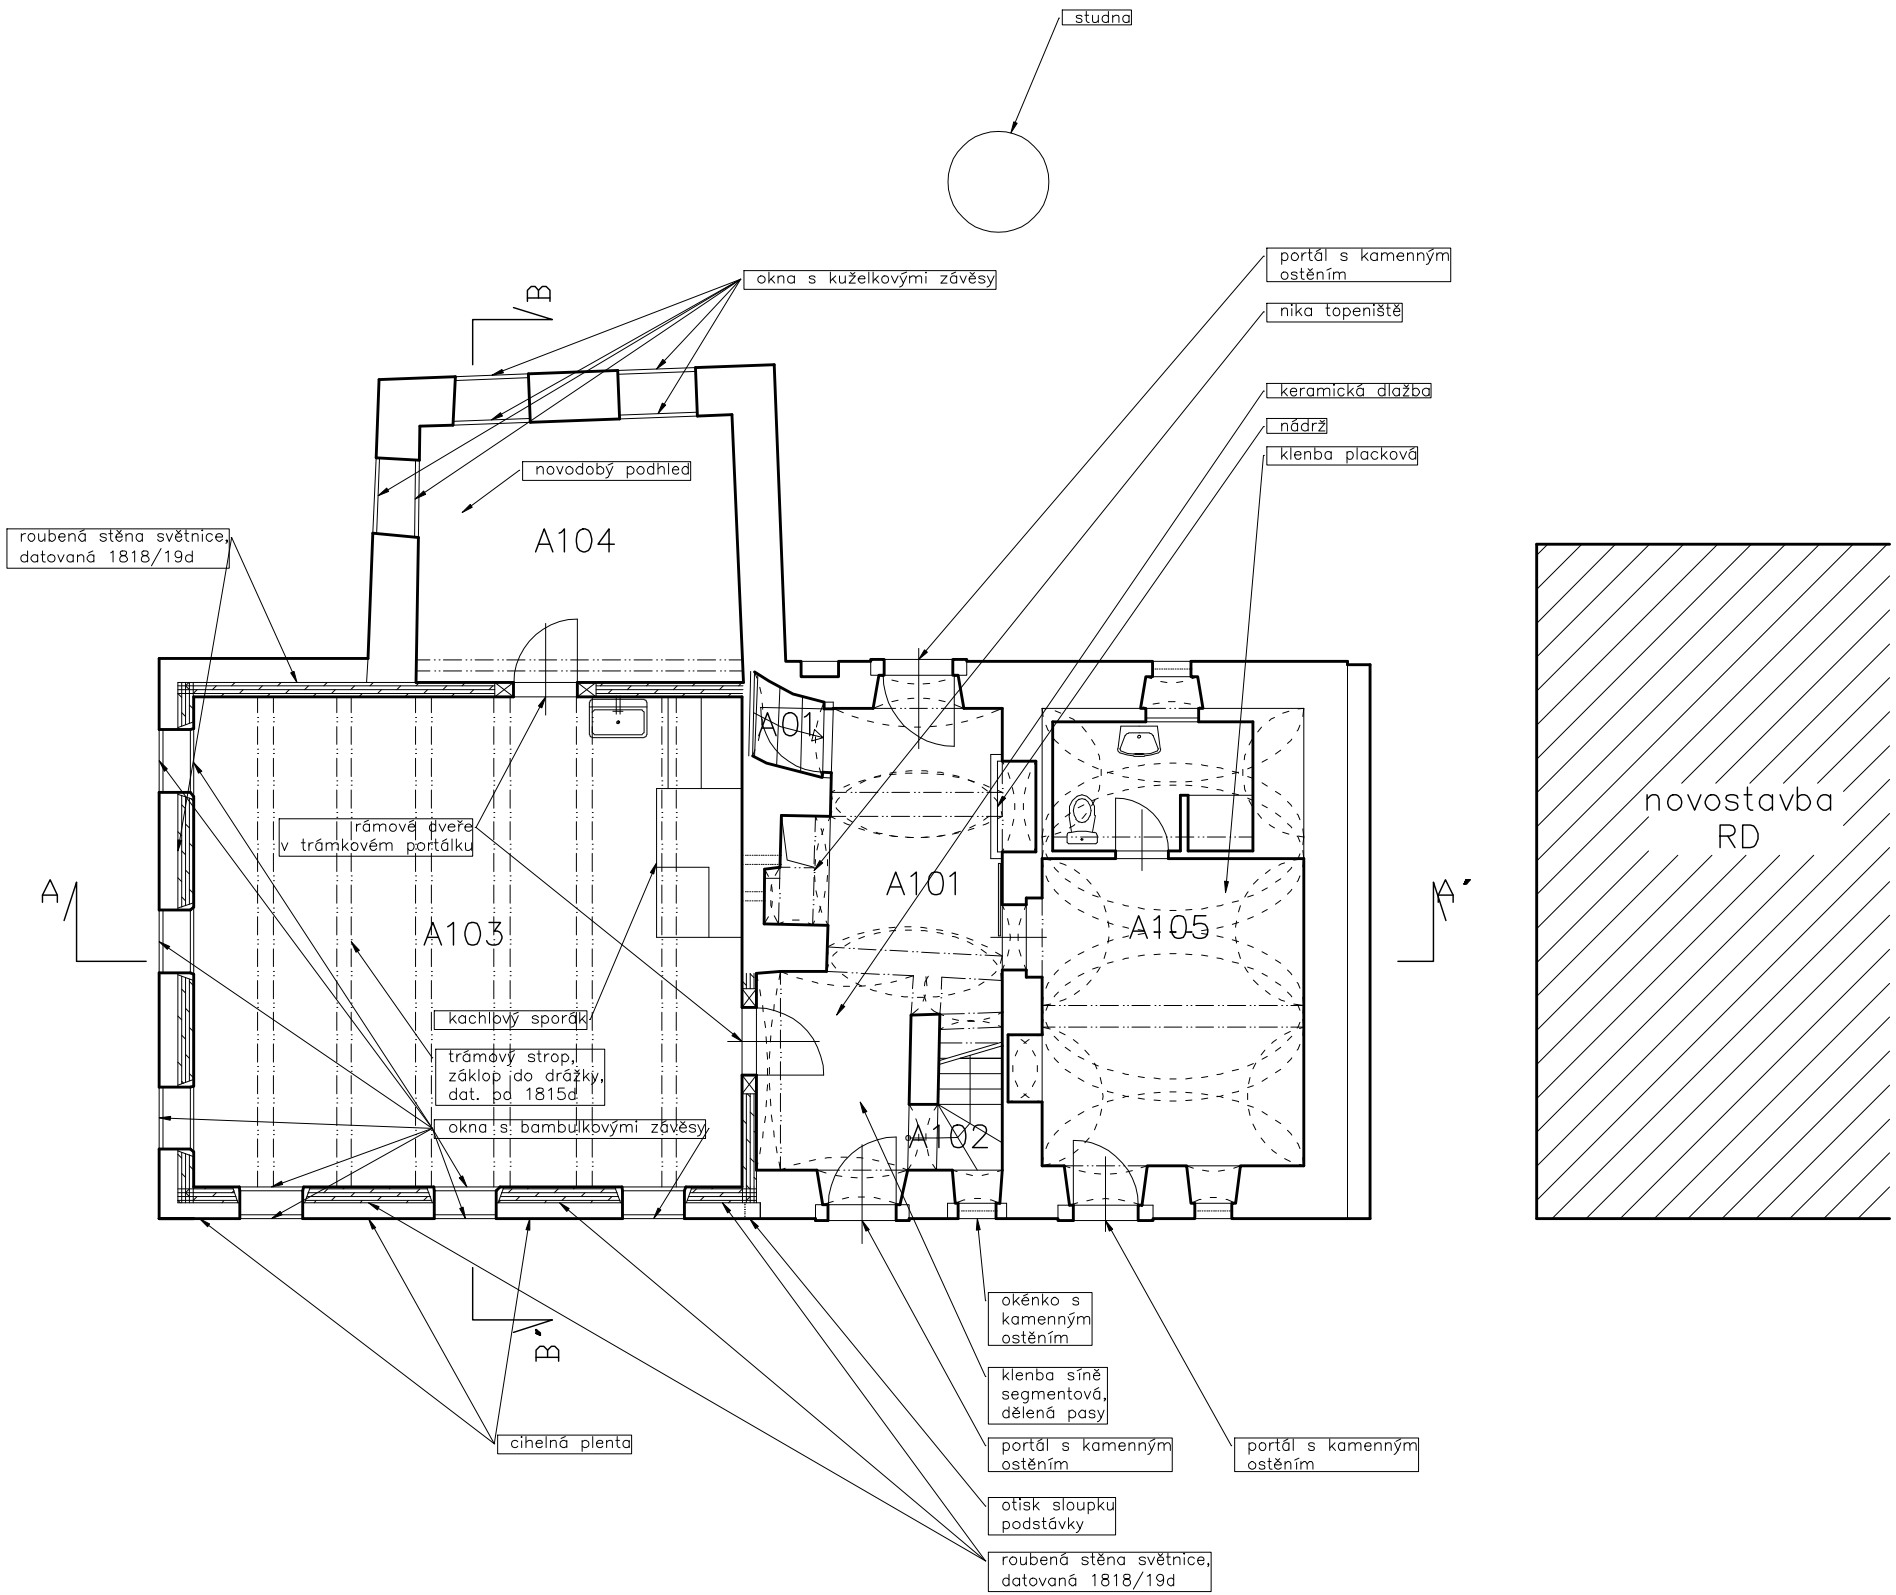 studna
portál s kamenným
ostěním
okna s kuželkovými závěsy
B
nika topeniště
keramická dlažba
nádrž
klenba placková
novodobý podhled
roubená stěna světnice,
datovaná 1818/19d
A104
A01
novostavba
RD
rámové dveře
v trámkovém portálku
A
A101
A'
A103
A105
kachlový sporák
trámový strop,
záklop do drážky,
dat. po 1815d
okna s bambulkovými závěsy
A102
B'
okénko s
kamenným
ostěním
klenba síně
segmentová,
dělená pasy
cihelná plenta
portál s kamenným
ostěním
portál s kamenným
ostěním
otisk sloupku
podstávky
roubená stěna světnice,
datovaná 1818/19d